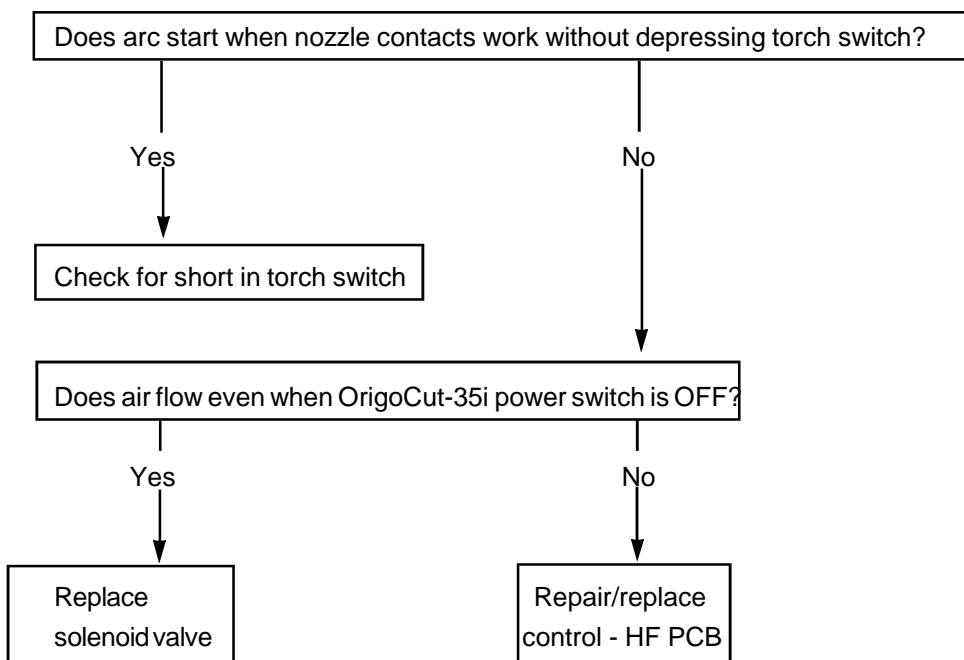 Does arc start when nozzle contacts work without depressing torch switch?
Yes
No
Check for short in torch switch
Does air flow even when OrigoCut-35i power switch is OFF?
Yes
No
Replace
solenoid valve
Repair/replace
control - HF PCB